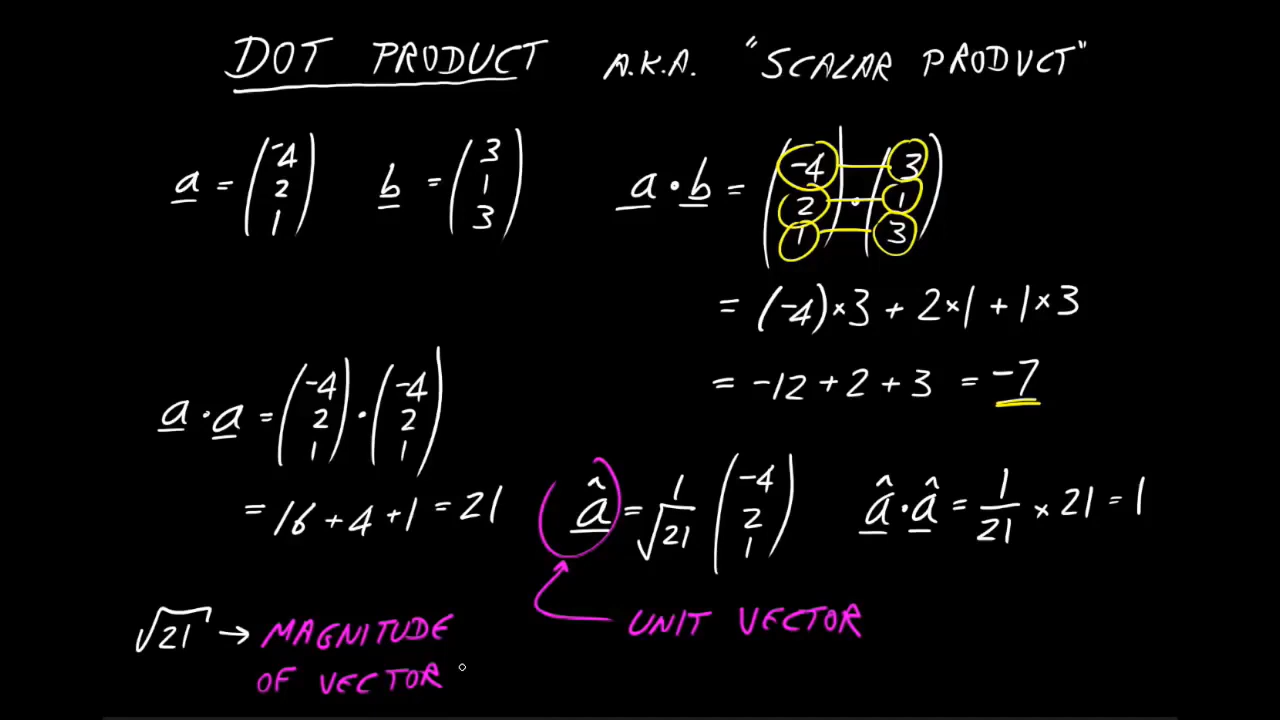 DOT PRODUCT A.K.A. "SCALAR PRODUCT"
a = (-4 2 1) b = (3 1 3) a · b = (-4 2 1) · (3 1 3)
= (-4) × 3 + 2 × 1 + 1 × 3
= -12 + 2 + 3 = -7
a · a = (-4 2 1) · (-4 2 1)
= 16 + 4 + 1 = 21
â = 1/√21 (-4 2 1) â · â = 1/21 × 21 = 1
UNIT VECTOR
√21 → MAGNITUDE
OF VECTOR